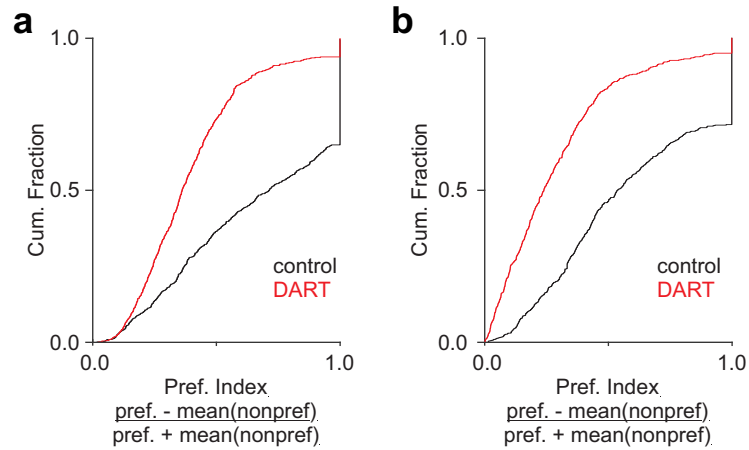 a
1.0
Cum. Fraction
0.5
control
DART
0.0
0.0
1.0
Pref. Index
pref. - mean(nonpref)
pref. + mean(nonpref)
b
1.0
Cum. Fraction
0.5
control
DART
0.0
0.0
1.0
Pref. Index
pref. - mean(nonpref)
pref. + mean(nonpref)